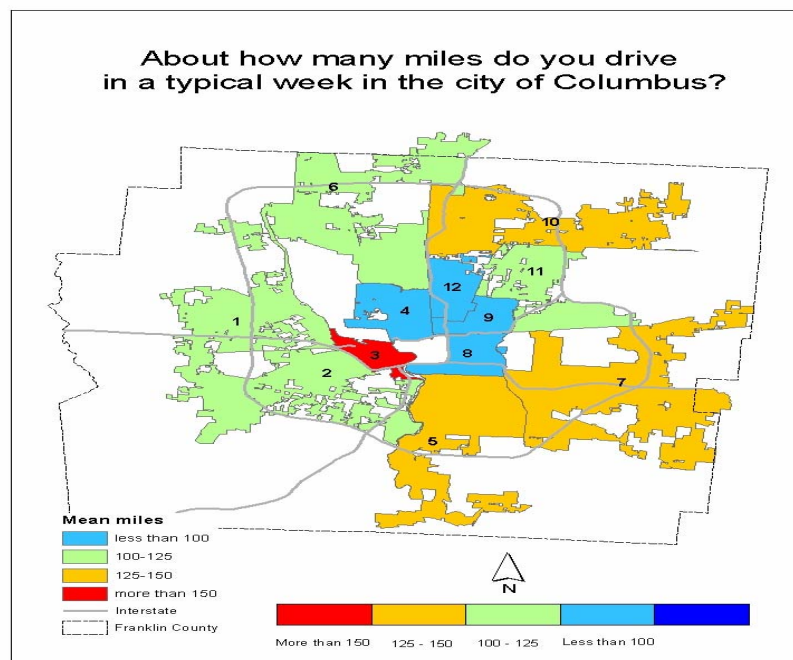 About how many miles do you drive
in a typical week in the city of Columbus?
6
10
11
12
4
9
1
3
8
2
7
5
Mean miles
less than 100
100-125
125-150
more than 150
Interstate
Franklin County
N
More than 150
125 - 150
100 - 125
Less than 100